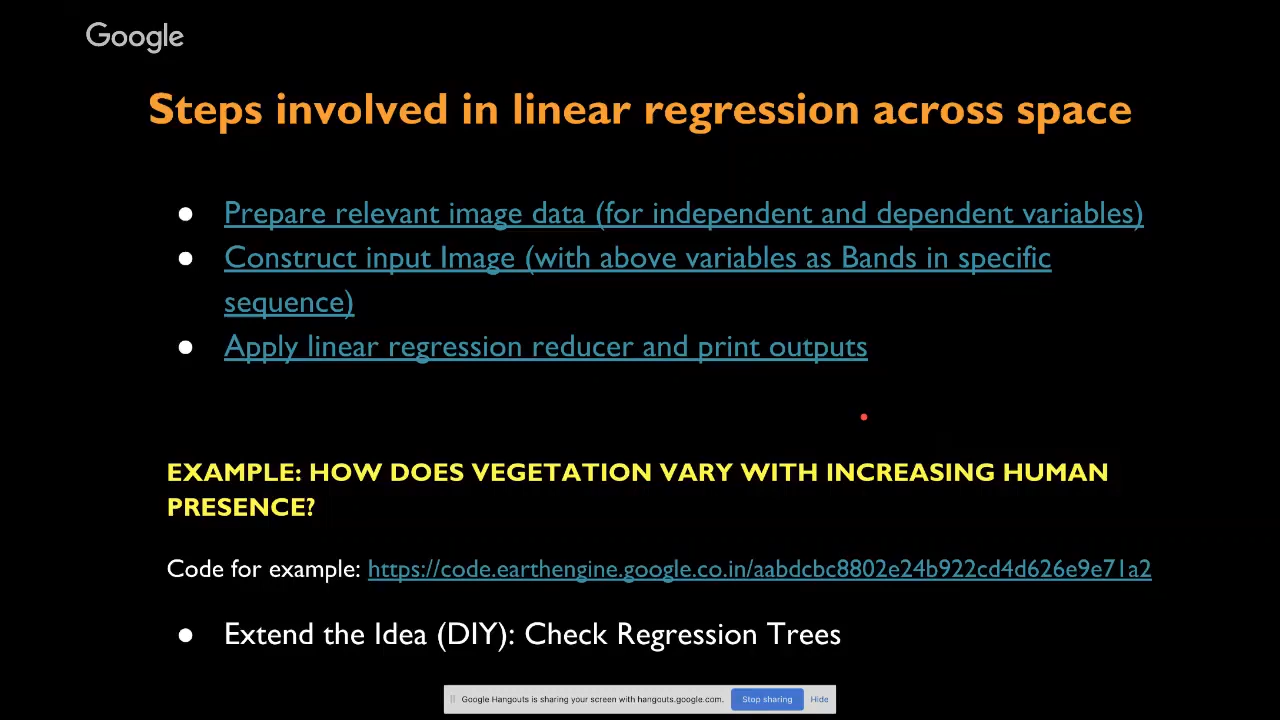 Google
Steps involved in linear regression across space
● Prepare relevant image data (for independent and dependent variables)
● Construct input Image (with above variables as Bands in specific
sequence)
● Apply linear regression reducer and print outputs
EXAMPLE: HOW DOES VEGETATION VARY WITH INCREASING HUMAN
PRESENCE?
Code for example: https://code.earthengine.google.co.in/aabdcbc8802e24b922cd4d626e9e71a2
● Extend the Idea (DIY): Check Regression Trees
Google Hangouts is sharing your screen with hangouts.google.com. Stop sharing Hide